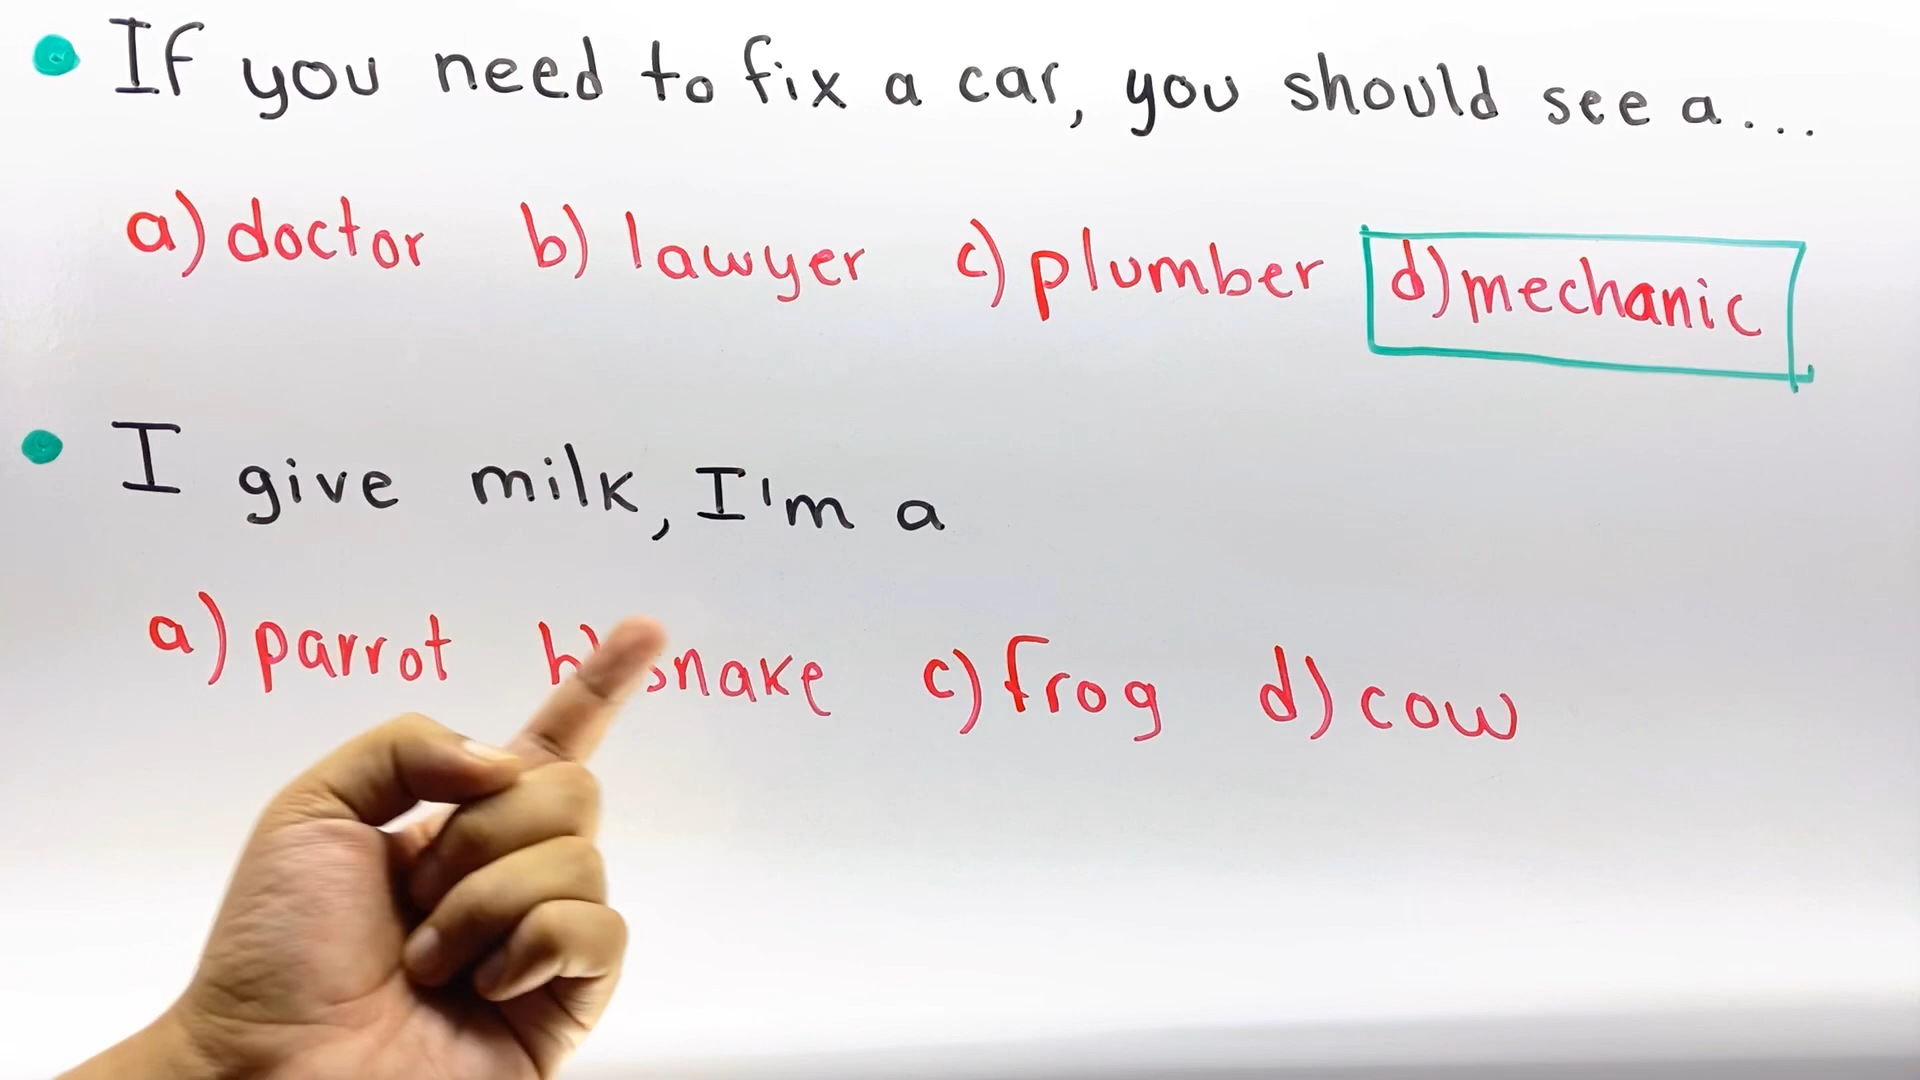 If you need to fix a car, you should see a...
a) doctor b) lawyer c) plumber d) mechanic
I give milk, I'm a
a) parrot b) snake c) frog d) cow